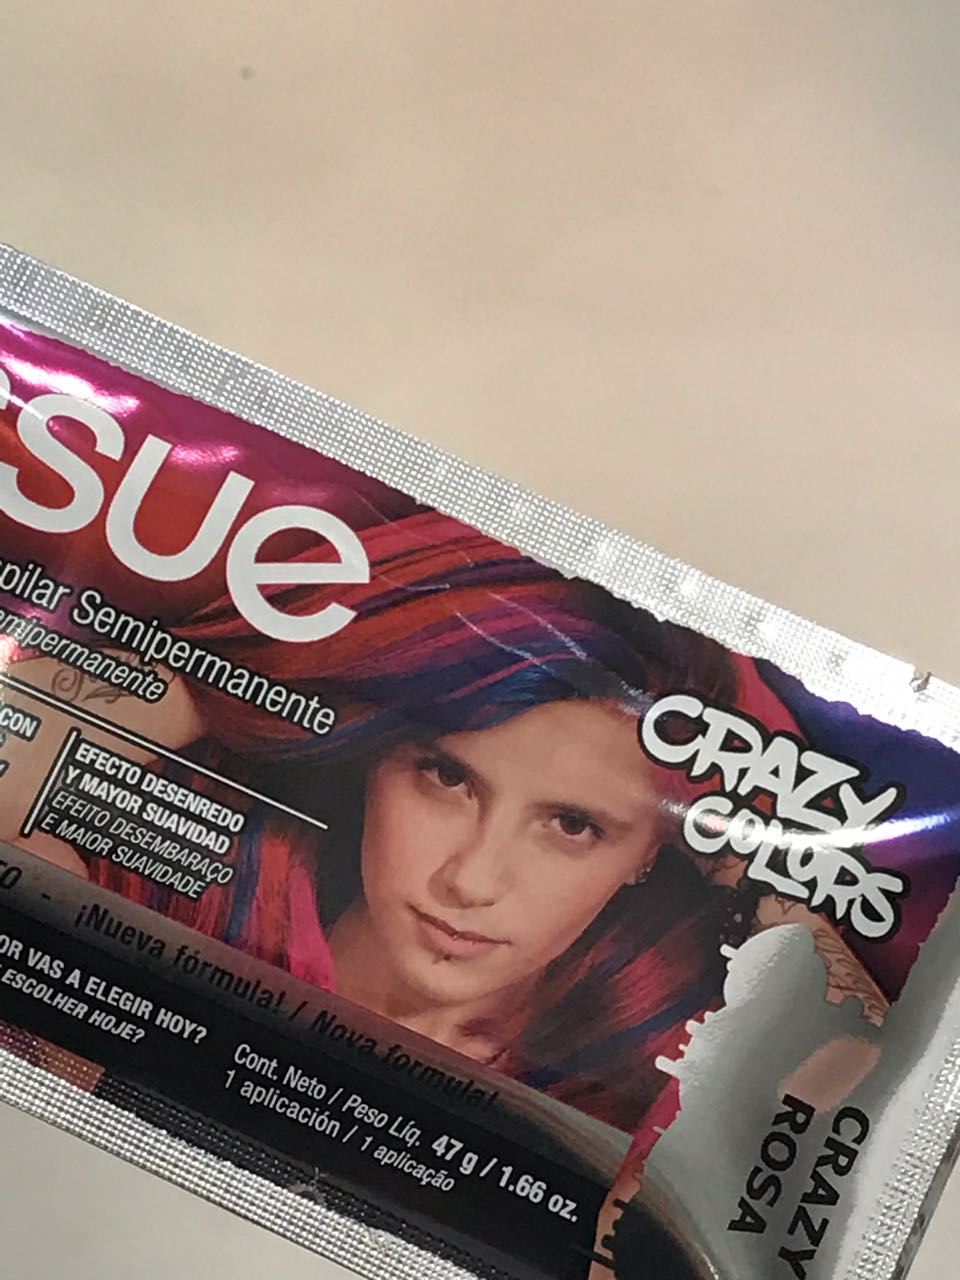 ssue
pilar Semipermanente
emipermanente
CON
EFECTO DESENREDO
Y MAYOR SUAVIDAD
EFEITO DESEMBARAÇO
E MAIOR SUAVIDADE
CRAZY
COLORS
- ¡Nueva fórmula! / Nova fórmula!
OR VAS A ELEGIR HOY?
ESCOLHER HOJE?
Cont. Neto / Peso Líq. 47 g / 1.66 oz.
1 aplicación / 1 aplicação
CRAZY
ROSA